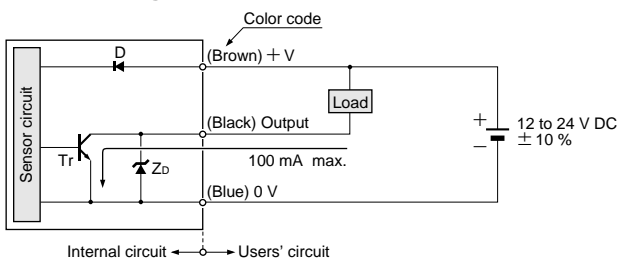 Color code
D
(Brown) + V
Load
Sensor circuit
(Black) Output
+
12 to 24 V DC
± 10 %
−
Tr
ZD
100 mA max.
(Blue) 0 V
Internal circuit
Users' circuit